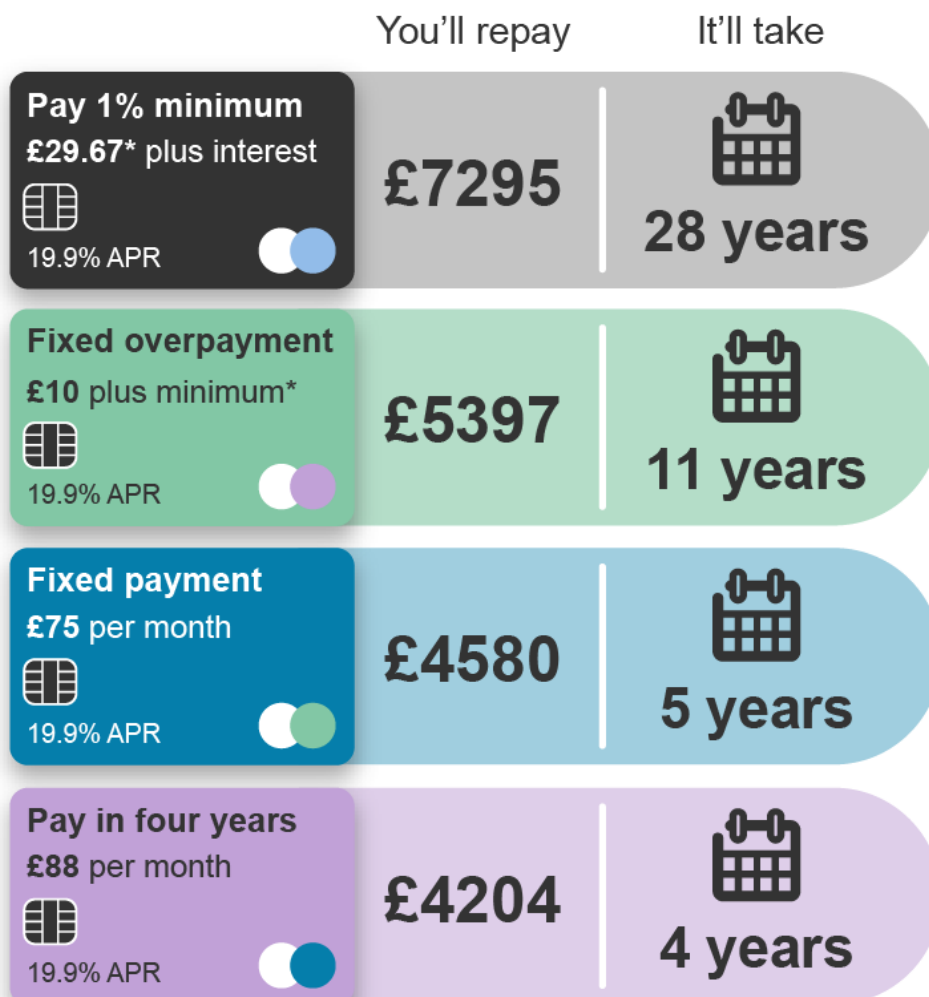 You'll repay
It'll take
Pay 1% minimum
£29.67* plus interest
19.9% APR
£7295
28 years
Fixed overpayment
£10 plus minimum*
19.9% APR
£5397
11 years
Fixed payment
£75 per month
19.9% APR
£4580
5 years
Pay in four years
£88 per month
19.9% APR
£4204
4 years